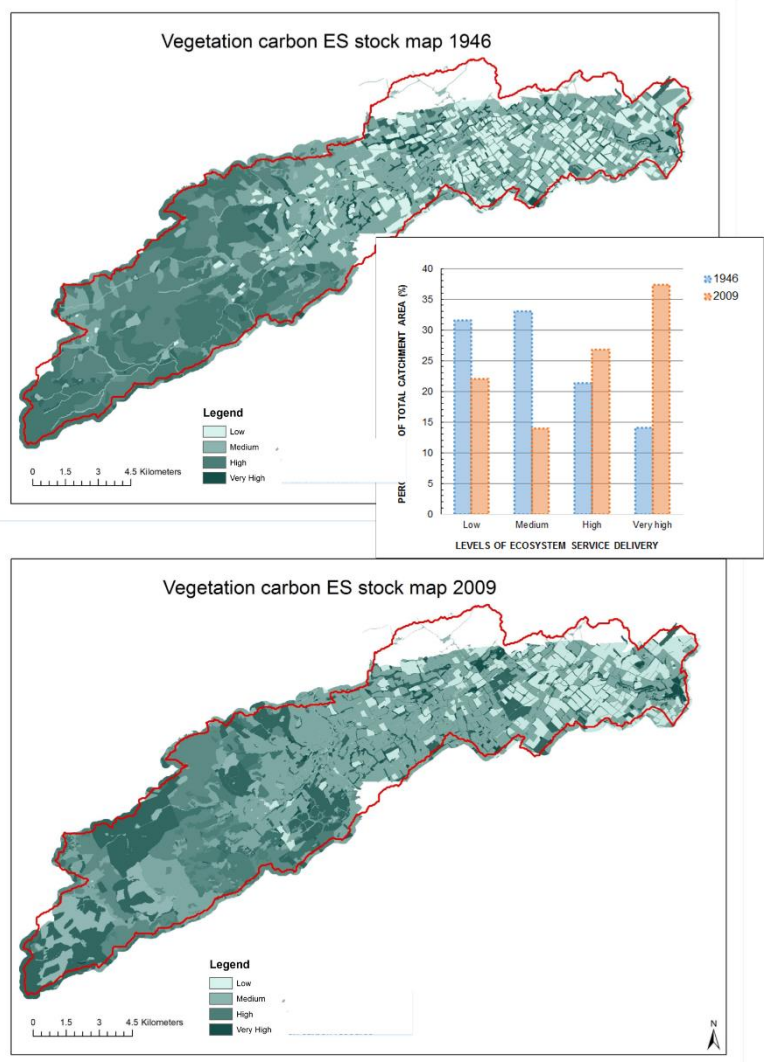 Vegetation carbon ES stock map 1946
Legend
Low
Medium
High
Very High
0 1.5 3 4.5 Kilometers
OF TOTAL CATCHMENT AREA (%)
40
35
30
25
20
15
10
5
0
Low Medium High Very high
LEVELS OF ECOSYSTEM SERVICE DELIVERY
1946
2009
Vegetation carbon ES stock map 2009
Legend
Low
Medium
High
Very High
0 1.5 3 4.5 Kilometers
N